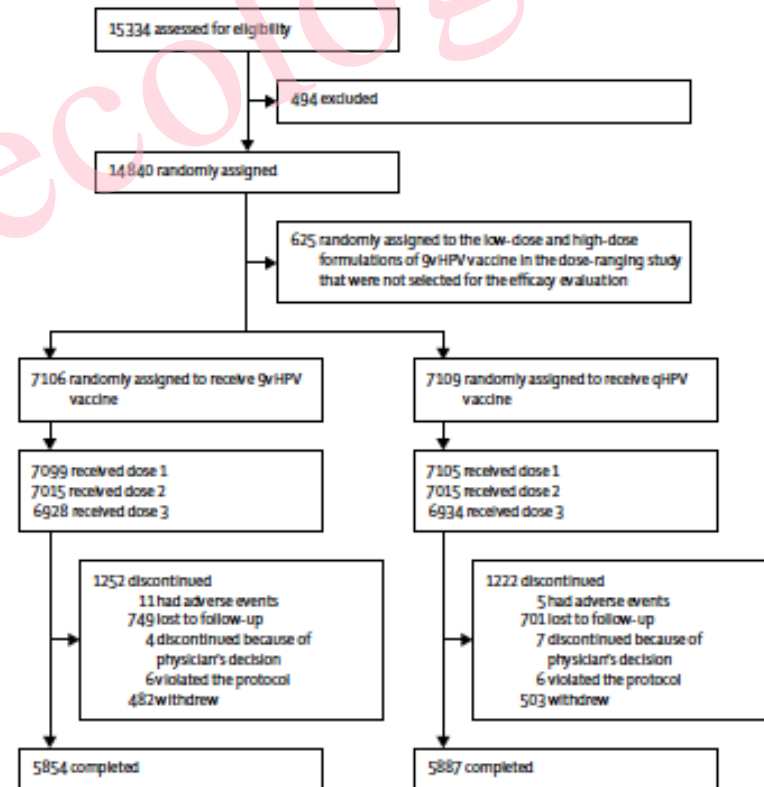 15334 assessed for eligibility
494 excluded
14840 randomly assigned
625 randomly assigned to the low-dose and high-dose
formulations of 9vHPV vaccine in the dose-ranging study
that were not selected for the efficacy evaluation
7106 randomly assigned to receive 9vHPV
vaccine
7109 randomly assigned to receive qHPV
vaccine
7099 received dose 1
7015 received dose 2
6928 received dose 3
7105 received dose 1
7015 received dose 2
6934 received dose 3
1252 discontinued
11 had adverse events
749 lost to follow-up
4 discontinued because of
physician's decision
6 violated the protocol
482 withdrew
1222 discontinued
5 had adverse events
701 lost to follow-up
7 discontinued because of
physician's decision
6 violated the protocol
503 withdrew
5854 completed
5887 completed